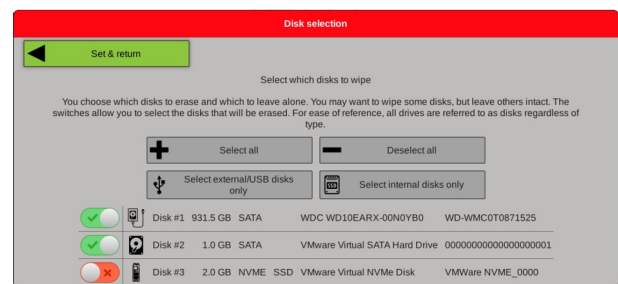 Disk selection
Set & return
Select which disks to wipe
You choose which disks to erase and which to leave alone. You may want to wipe some disks, but leave others intact. The
switches allow you to select the disks that will be erased. For ease of reference, all drives are referred to as disks regardless of
type.
Select all
Deselect all
Select external/USB disks
only
SSD
Select internal disks only
Disk #1 931.5 GB SATA WDC WD10EARX-00N0YB0 WD-WMC0T0871525
Disk #2 1.0 GB SATA VMware Virtual SATA Hard Drive 00000000000000000001
Disk #3 2.0 GB NVME SSD VMware Virtual NVMe Disk VMWare NVME_0000